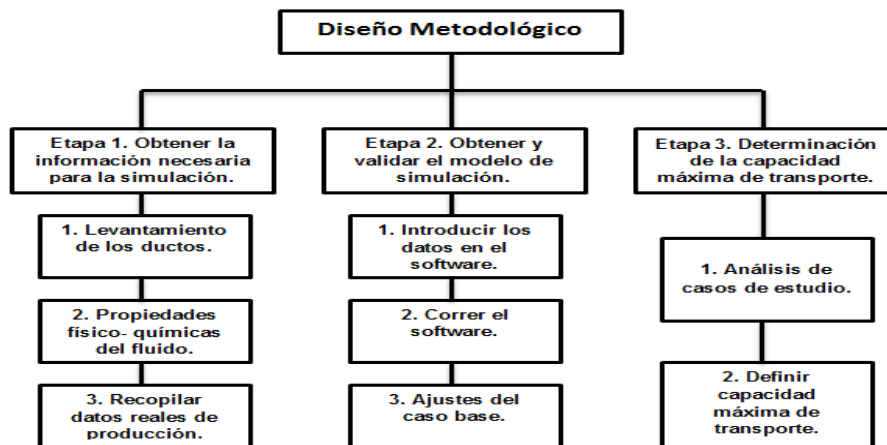 Diseño Metodológico
Etapa 1. Obtener la
información necesaria
para la simulación.
1. Levantamiento
de los ductos.
2. Propiedades
físico- químicas
del fluido.
3. Recopilar
datos reales de
producción.
Etapa 2. Obtener y
validar el modelo de
simulación.
1. Introducir los
datos en el
software.
2. Correr el
software.
3. Ajustes del
caso base.
Etapa 3. Determinación
de la capacidad
máxima de transporte.
1. Análisis de
casos de estudio.
2. Definir
capacidad
máxima de
transporte.